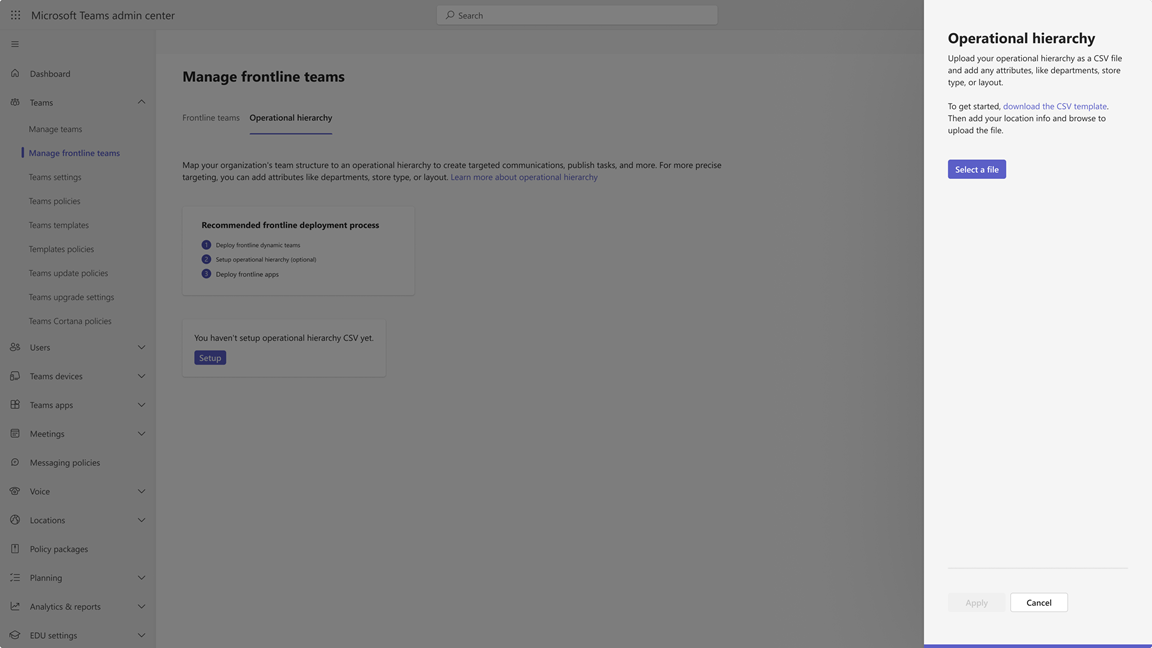 Microsoft Teams admin center
Search
Dashboard
Teams
Manage teams
Manage frontline teams
Teams settings
Teams policies
Teams templates
Templates policies
Teams update policies
Teams upgrade settings
Teams Cortana policies
Users
Teams devices
Teams apps
Meetings
Messaging policies
Voice
Locations
Policy packages
Planning
Analytics & reports
EDU settings
Manage frontline teams
Frontline teams Operational hierarchy
Map your organization's team structure to an operational hierarchy to create targeted communications, publish tasks, and more. For more precise
targeting, you can add attributes like departments, store type, or layout. Learn more about operational hierarchy
Recommended frontline deployment process
1 Deploy frontline dynamic teams
2 Setup operational hierarchy (optional)
3 Deploy frontline apps
You haven't setup operational hierarchy CSV yet.
Setup
Operational hierarchy
Upload your operational hierarchy as a CSV file
and add any attributes, like departments, store
type, or layout.
To get started, download the CSV template.
Then add your location info and browse to
upload the file.
Select a file
Apply Cancel